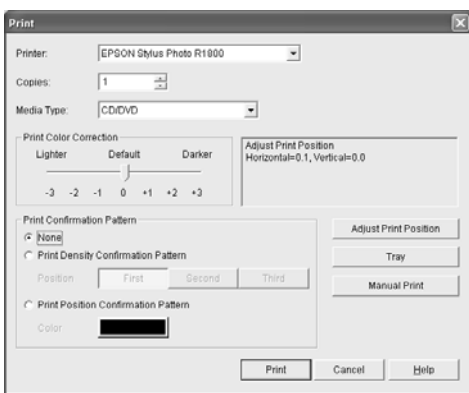 Print
Printer: EPSON Stylus Photo R1800
Copies: 1
Media Type: CD/DVD
Print Color Correction
Lighter Default Darker
-3 -2 -1 0 +1 +2 +3
Adjust Print Position
Horizontal=0.1, Vertical=0.0
Print Confirmation Pattern
None
Print Density Confirmation Pattern
Position First Second Third
Print Position Confirmation Pattern
Color
Adjust Print Position
Tray
Manual Print
Print Cancel Help